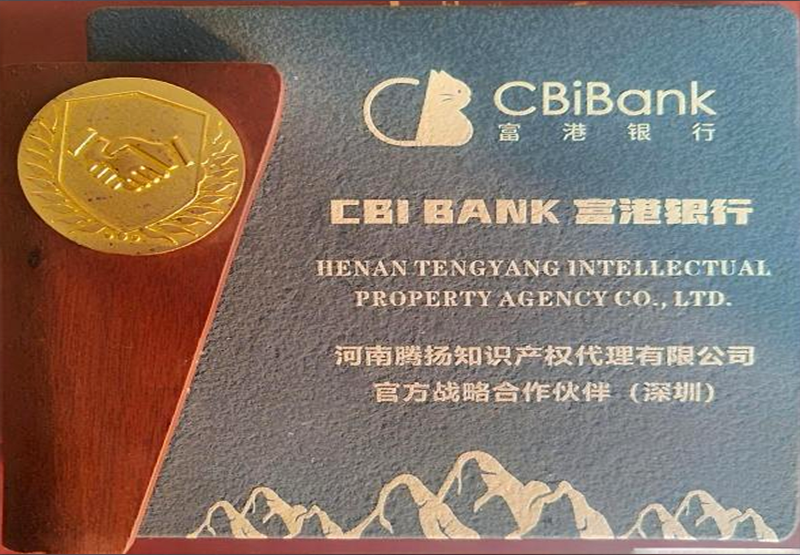 CBiBank
富港银行
CBI BANK 富港银行
HENAN TENGYANG INTELLECTUAL
PROPERTY AGENCY CO., LTD.
河南腾扬知识产权代理有限公司
官方战略合作伙伴（深圳）